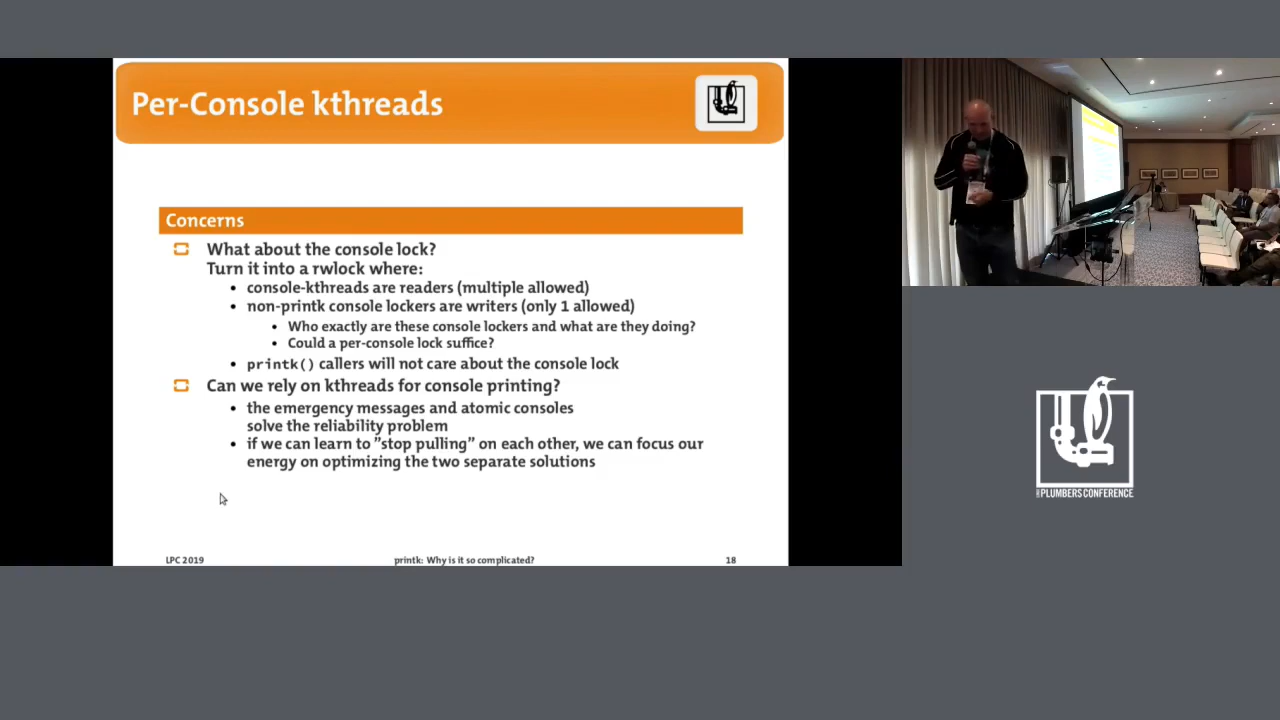 Per-Console kthreads
Concerns
What about the console lock?
Turn it into a rwlock where:
• console-kthreads are readers (multiple allowed)
• non-printk console lockers are writers (only 1 allowed)
• Who exactly are these console lockers and what are they doing?
• Could a per-console lock suffice?
• printk() callers will not care about the console lock
Can we rely on kthreads for console printing?
• the emergency messages and atomic consoles
solve the reliability problem
• if we can learn to ”stop pulling” on each other, we can focus our
energy on optimizing the two separate solutions
LPC 2019
printk: Why is it so complicated?
18
PLUMBERS CONFERENCE